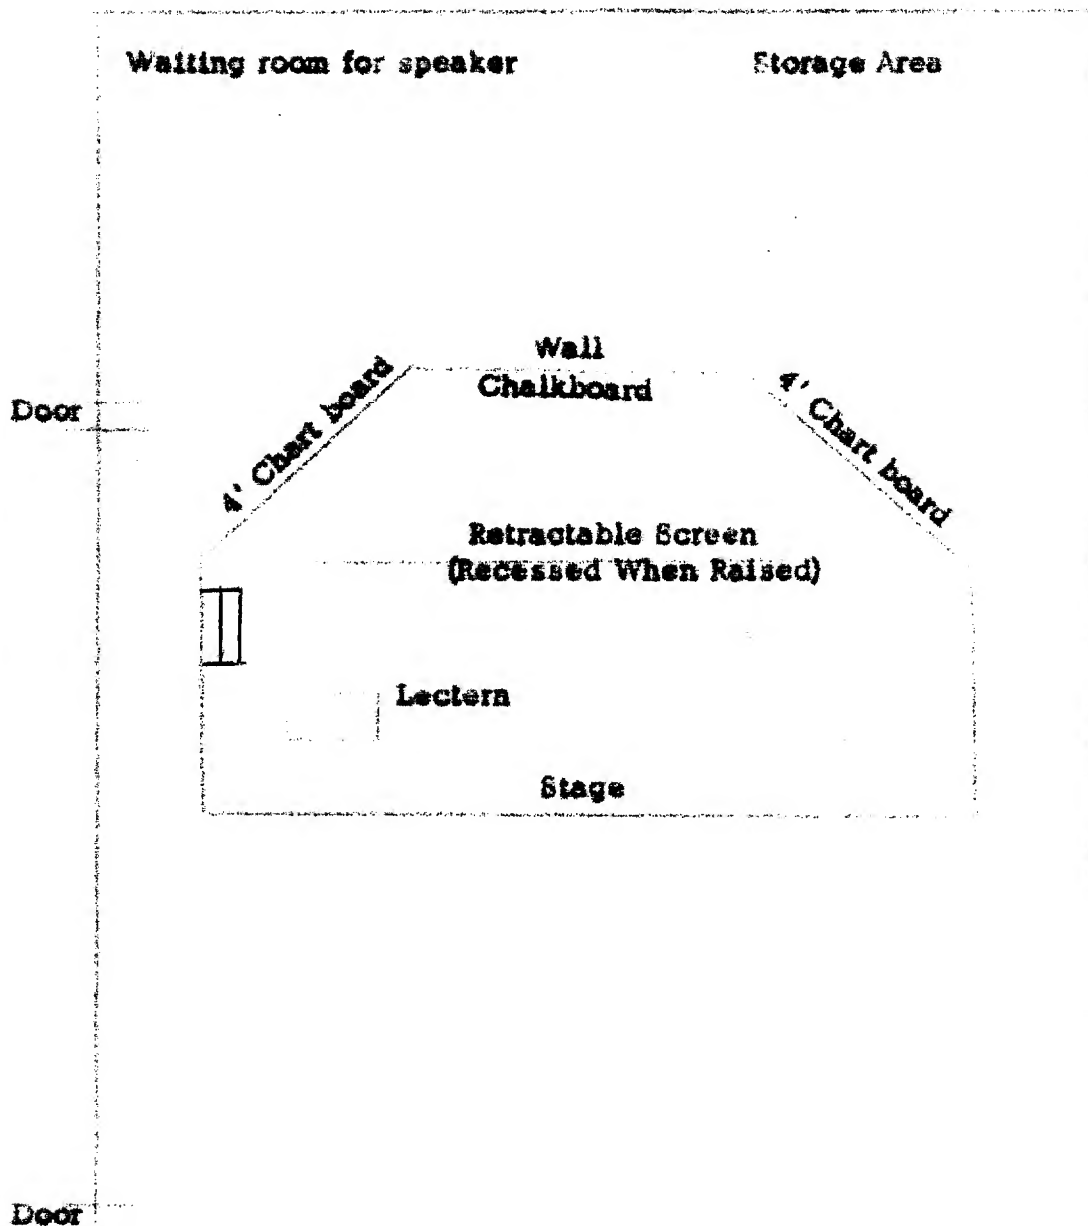 Waiting room for speaker
Storage Area
Wall
Chalkboard
Door
4' Chart board
4' Chart board
Retractable Screen
(Recessed When Raised)
Lectern
Stage
Door